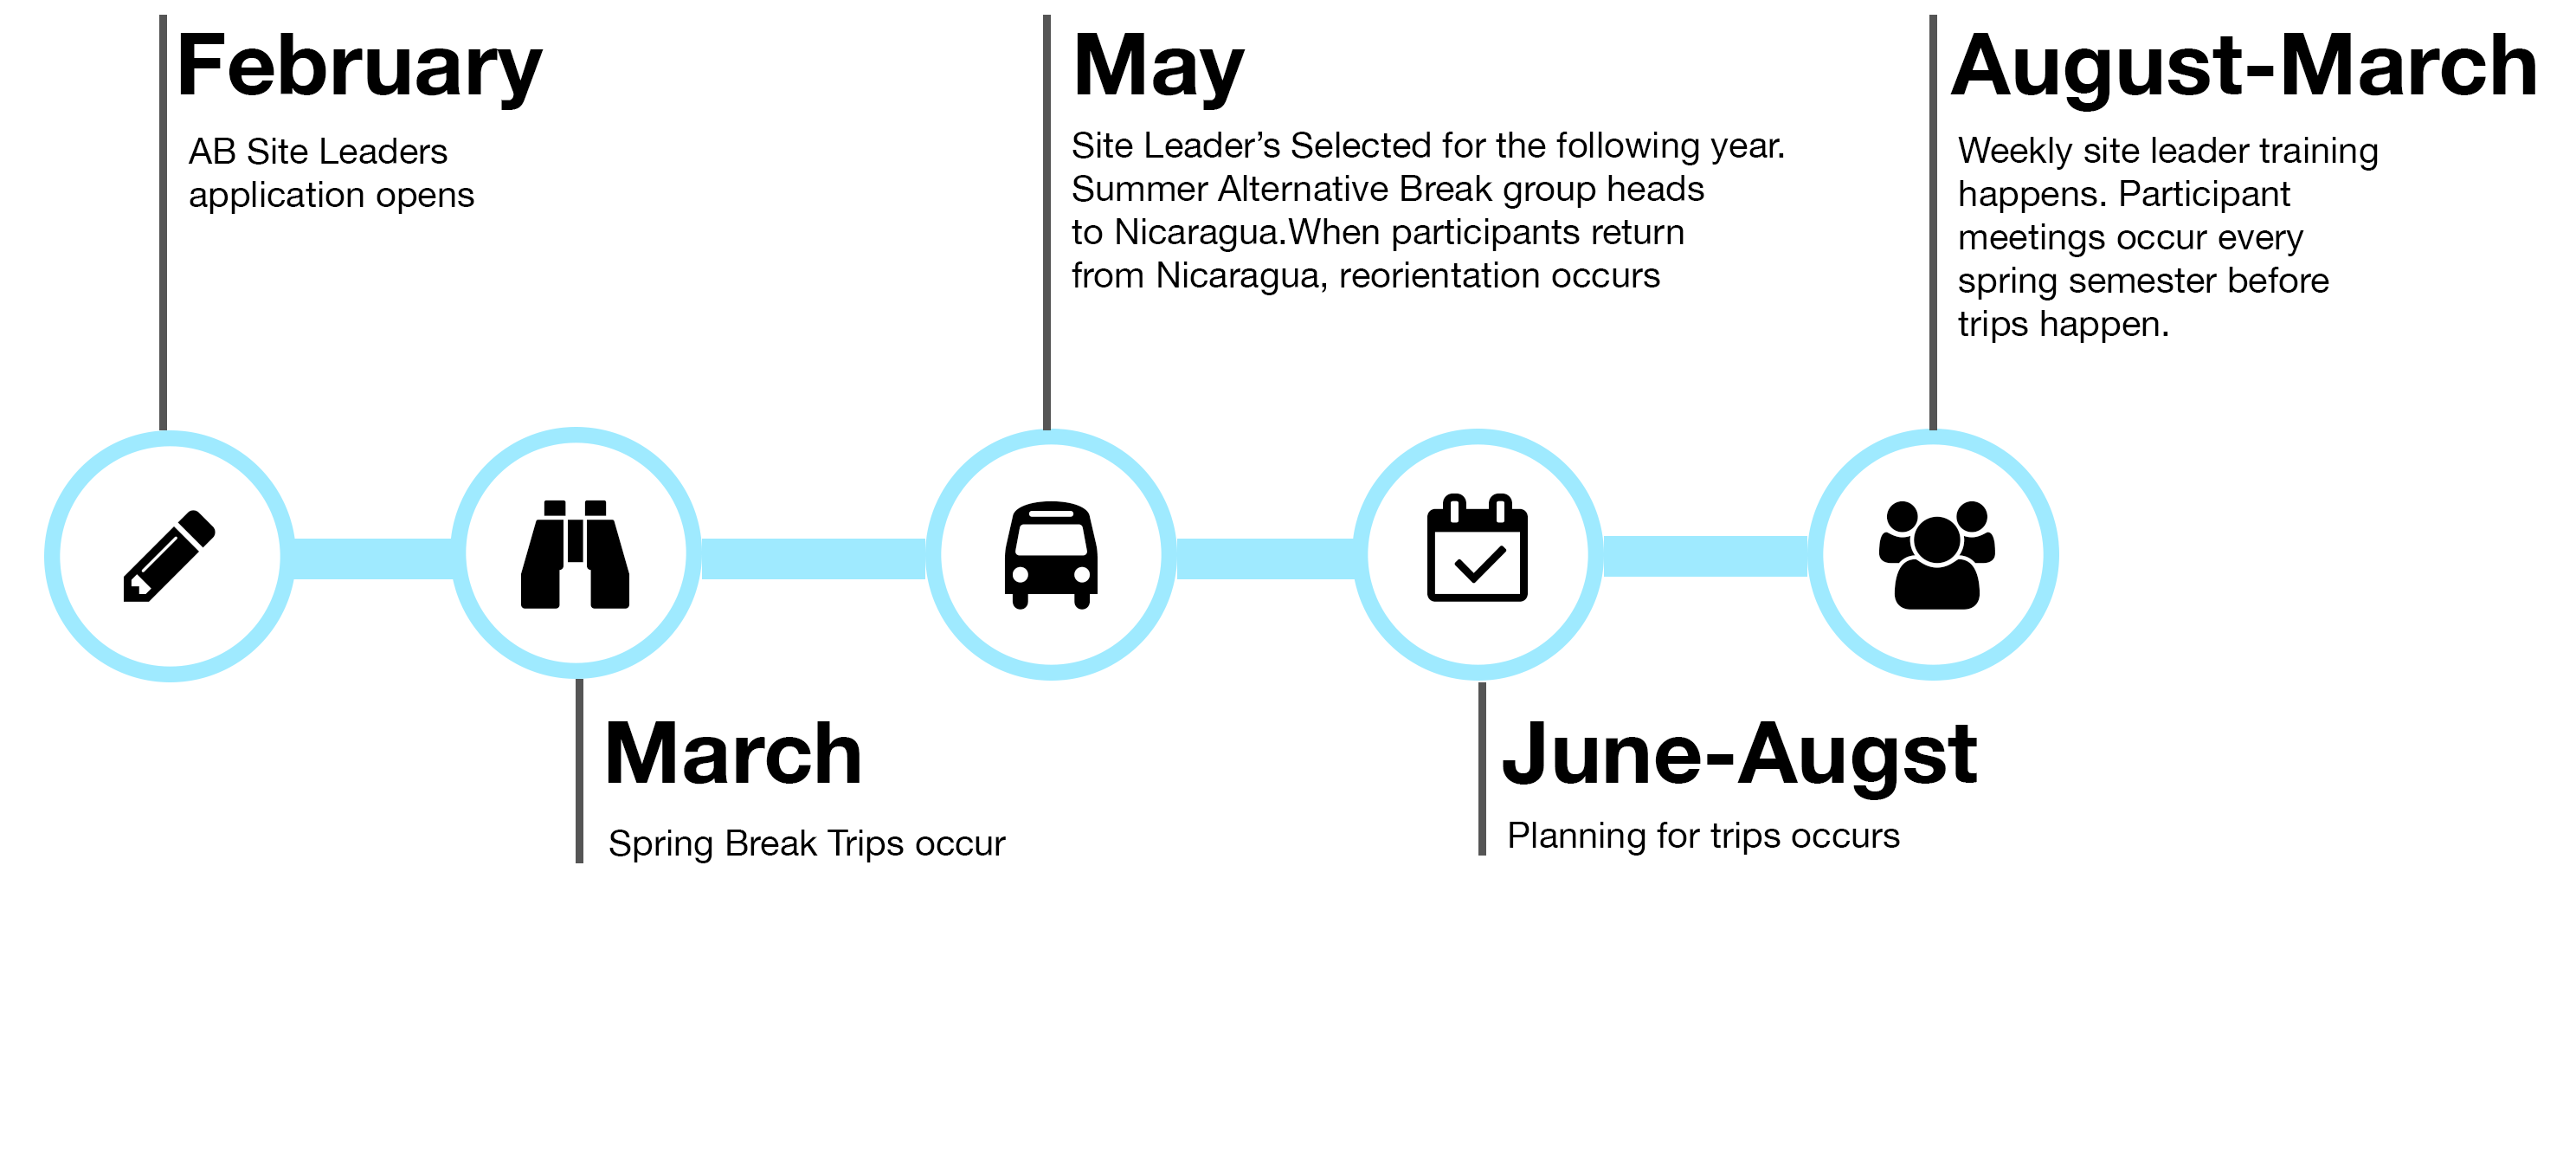 February
AB Site Leaders
application opens
May
Site Leader’s Selected for the following year.
Summer Alternative Break group heads
to Nicaragua.When participants return
from Nicaragua, reorientation occurs
August-March
Weekly site leader training
happens. Participant
meetings occur every
spring semester before
trips happen.
March
Spring Break Trips occur
June-Augst
Planning for trips occurs